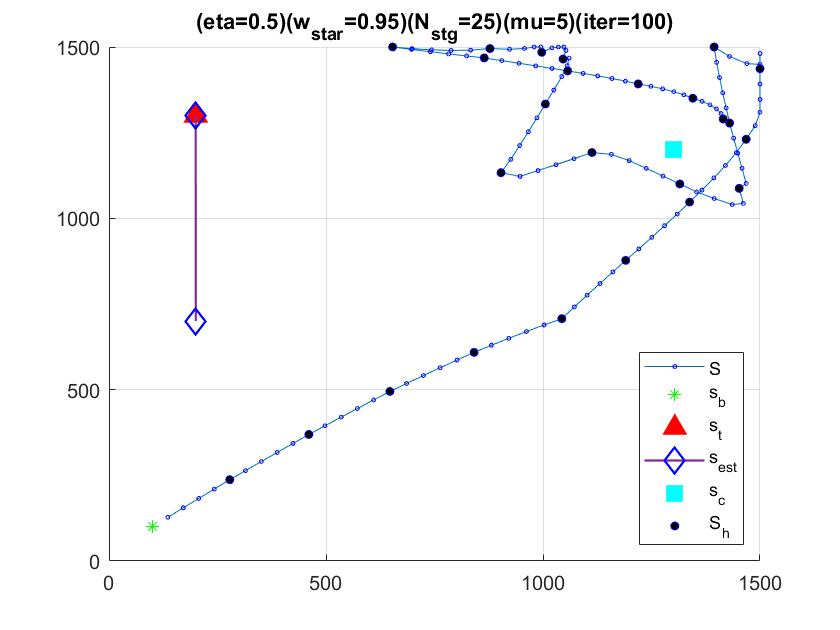 (eta=0.5)(w_star=0.95)(N_stg=25)(mu=5)(iter=100)
1500
1000
500
0
0 500 1000 1500
S
s_b
s_t
s_est
s_c
S_h